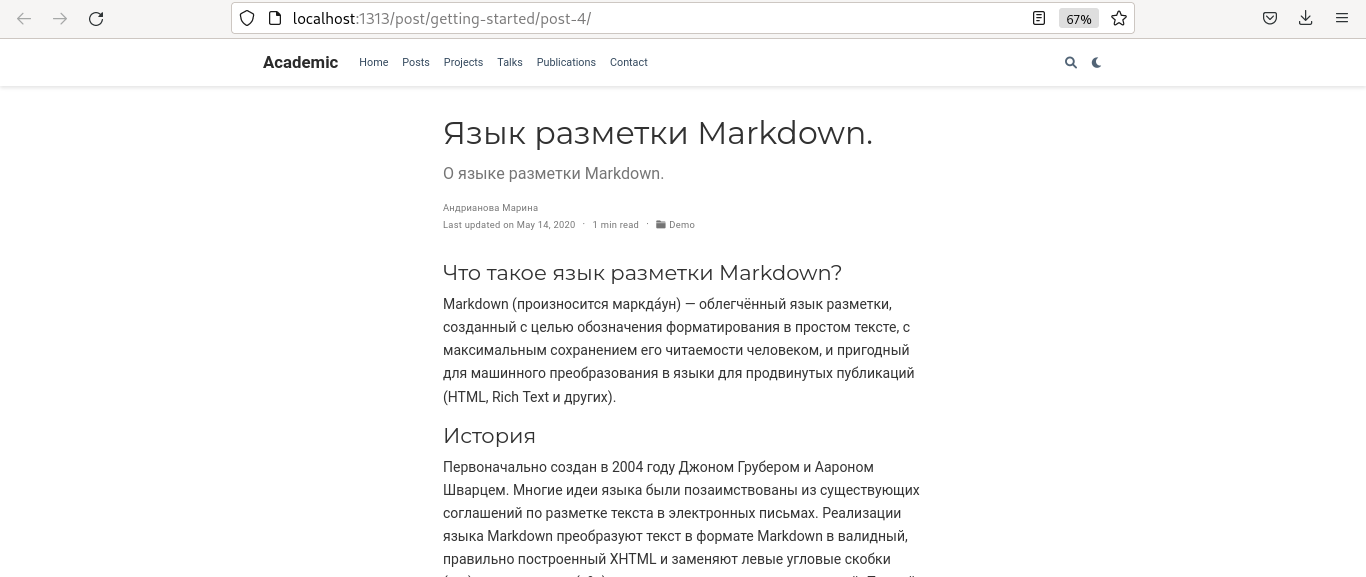 localhost:1313/post/getting-started/post-4/
67%
Academic Home Posts Projects Talks Publications Contact
Язык разметки Markdown.
О языке разметки Markdown.
Андрианова Марина
Last updated on May 14, 2020 · 1 min read · Demo
Что такое язык разметки Markdown?
Markdown (произносится маркда́ун) — облегчённый язык разметки,
созданный с целью обозначения форматирования в простом тексте, с
максимальным сохранением его читаемости человеком, и пригодный
для машинного преобразования в языки для продвинутых публикаций
(HTML, Rich Text и других).
История
Первоначально создан в 2004 году Джоном Грубером и Аароном
Шварцем. Многие идеи языка были позаимствованы из существующих
соглашений по разметке текста в электронных письмах. Реализации
языка Markdown преобразуют текст в формате Markdown в валидный,
правильно построенный XHTML и заменяют левые угловые скобки